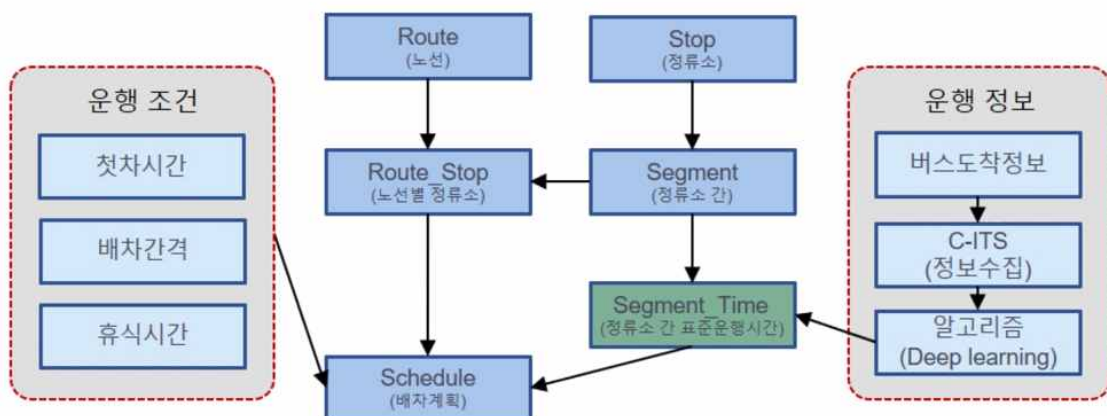 Route
(노선)
Stop
(정류소)
운행 조건
첫차시간
배차간격
휴식시간
Route_Stop
(노선별 정류소)
Segment
(정류소 간)
Segment_Time
(정류소 간 표준운행시간)
Schedule
(배차계획)
운행 정보
버스도착정보
C-ITS
(정보수집)
알고리즘
(Deep learning)